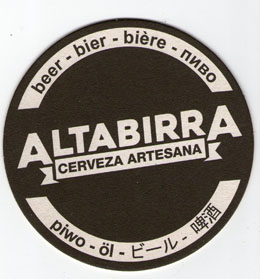 beer - bier - bière - пиво
ALTABIRRA
CERVEZA ARTESANA
piwo - öl - ビール - 啤酒